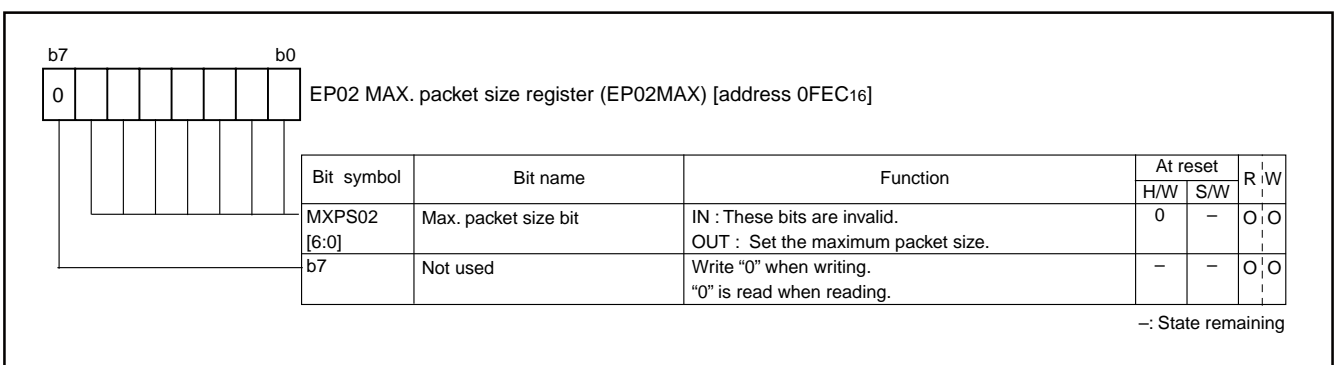 b7 b0
0 EP02 MAX. packet size register (EP02MAX) [address 0FEC16]
Bit symbol Bit name Function At reset R W
H/W S/W
MXPS02 Max. packet size bit IN : These bits are invalid. 0 – O O
[6:0] OUT : Set the maximum packet size.
b7 Not used Write “0” when writing. – – O O
“0” is read when reading.
–: State remaining